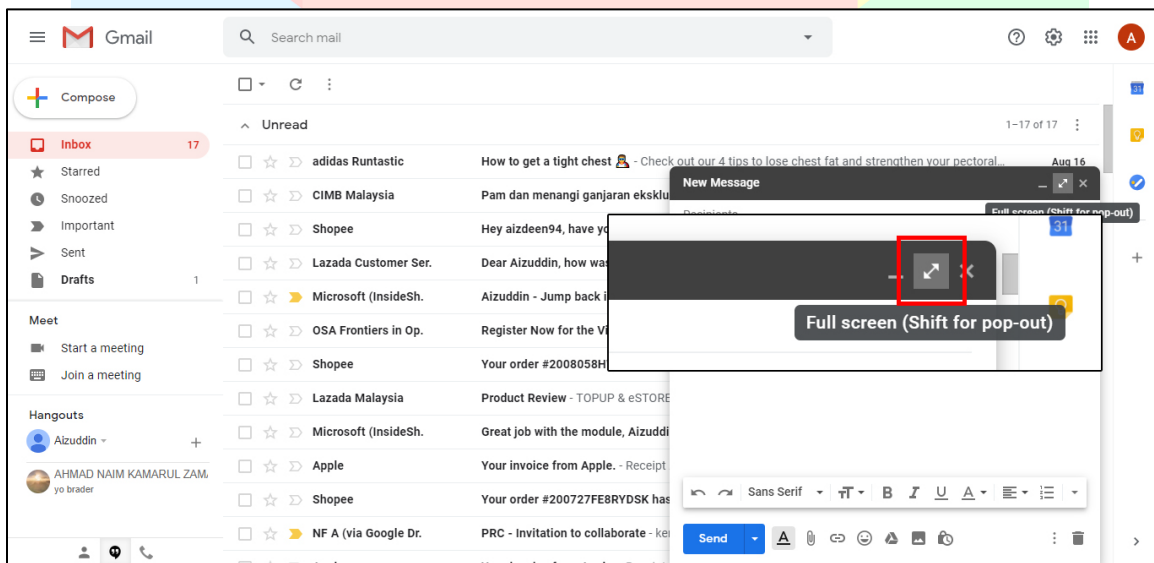 Gmail
Search mail
A
Compose
Unread
1–17 of 17
31
Inbox 17
Starred
Snoozed
Important
Sent
Drafts 1
Meet
Start a meeting
Join a meeting
Hangouts
Aizuddin
AHMAD NAIM KAMARUL ZAMA
yo brader
adidas Runtastic How to get a tight chest - Check out our 4 tips to lose chest fat and strengthen your pectoral... Aug 16
CIMB Malaysia Pam dan menangi ganjaran eksklu
Shopee Hey aizdeen94, have yo
Lazada Customer Ser. Dear Aizuddin, how was
Microsoft (InsideSh. Aizuddin - Jump back i
OSA Frontiers in Op. Register Now for the Vi
Shopee Your order #2008058H
Lazada Malaysia Product Review - TOPUP & eSTORE
Microsoft (InsideSh. Great job with the module, Aizuddi
Apple Your invoice from Apple. - Receipt
Shopee Your order #200727FE8RYDSK has
NF A (via Google Dr. PRC - Invitation to collaborate - ker
New Message
Recipients
Full screen (Shift for pop-out)
31
Full screen (Shift for pop-out)
Sans Serif B I U A
Send A